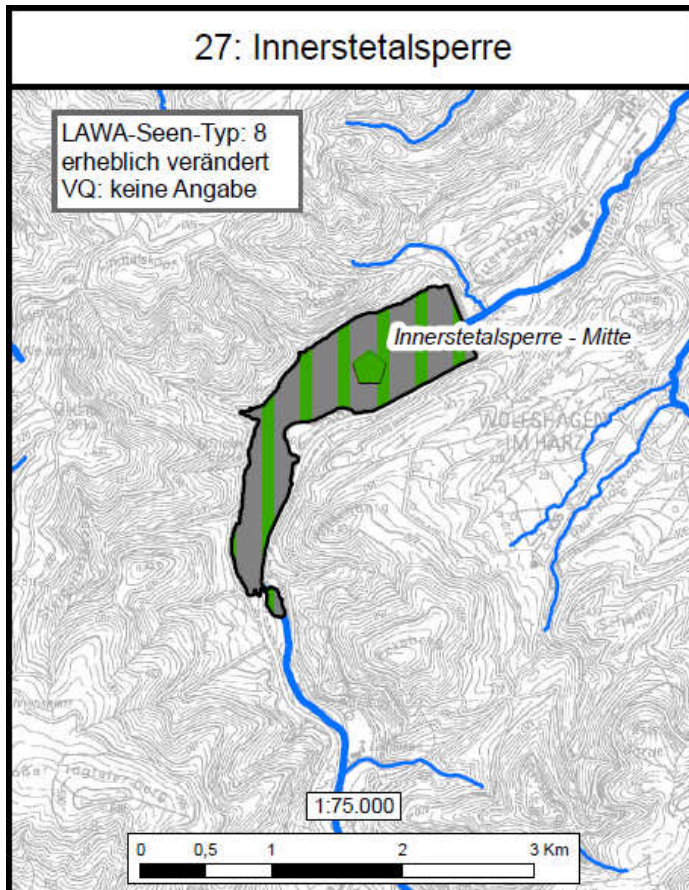 27: Innerstetalsperre
LAWA-Seen-Typ: 8
erheblich verändert
VQ: keine Angabe
Innerstetalsperre - Mitte
WOLFSHAGEN
IM HARZ
1:75.000
0 0,5 1 2 3 Km